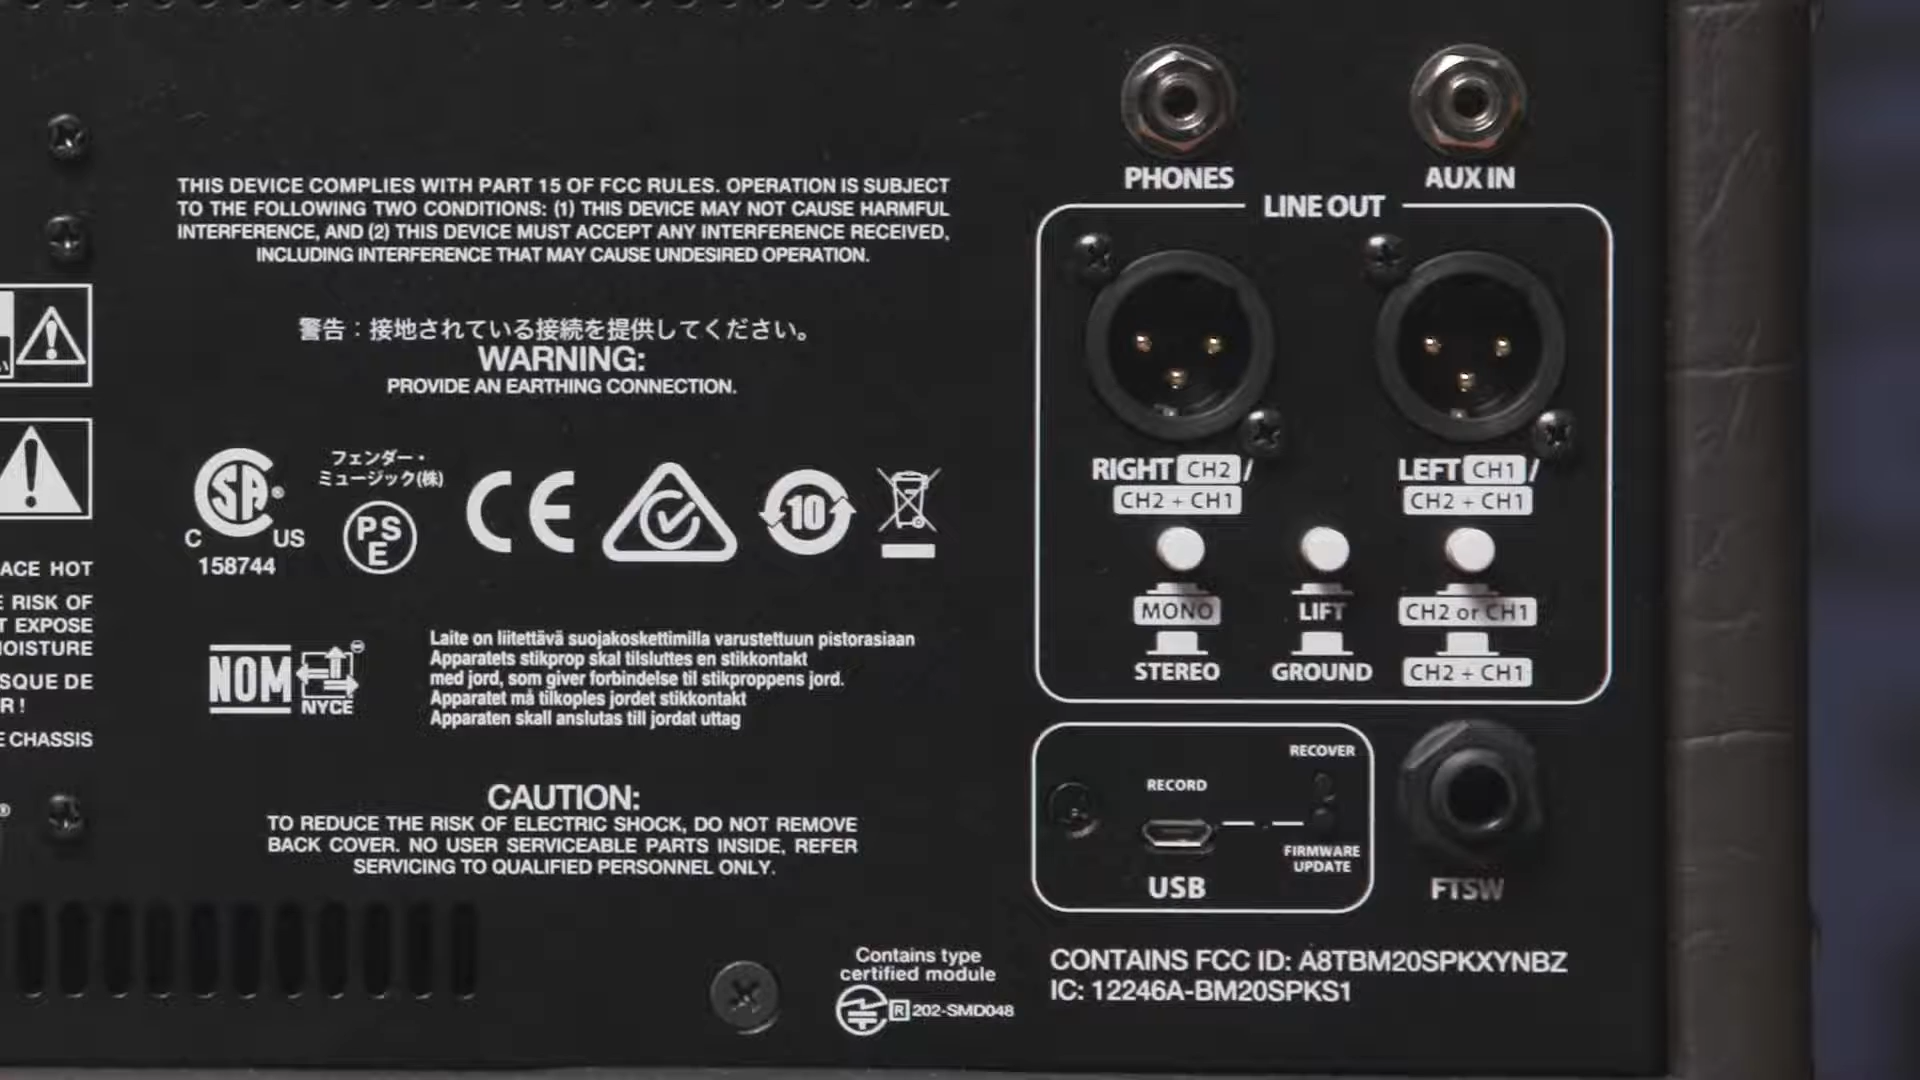 THIS DEVICE COMPLIES WITH PART 15 OF FCC RULES. OPERATION IS SUBJECT
TO THE FOLLOWING TWO CONDITIONS: (1) THIS DEVICE MAY NOT CAUSE HARMFUL
INTERFERENCE, AND (2) THIS DEVICE MUST ACCEPT ANY INTERFERENCE RECEIVED,
INCLUDING INTERFERENCE THAT MAY CAUSE UNDESIRED OPERATION.
警告：接地されている接続を提供してください。
WARNING:
PROVIDE AN EARTHING CONNECTION.
SA®
C US
158744
フェンダー・
ミュージック(株)
PS
E
CE
10
NOM
NYCE
Laite on liitettävä suojakoskettimilla varustettuun pistorasiaan
Apparatets stikprop skal tilsluttes en stikkontakt
med jord, som giver forbindelse til stikproppens jord.
Apparatet må tilkoples jordet stikkontakt
Apparaten skall anslutas till jordat uttag
CAUTION:
TO REDUCE THE RISK OF ELECTRIC SHOCK, DO NOT REMOVE
BACK COVER. NO USER SERVICEABLE PARTS INSIDE, REFER
SERVICING TO QUALIFIED PERSONNEL ONLY.
ACE HOT
RISK OF
EXPOSE
OISTURE
SQUE DE
R !
E CHASSIS
®
Contains type
certified module
R 202-SMD048
PHONES
AUX IN
LINE OUT
RIGHT CH2 /
CH2 + CH1
LEFT CH1 /
CH2 + CH1
MONO
STEREO
LIFT
GROUND
CH2 or CH1
CH2 + CH1
RECORD
USB
RECOVER
FIRMWARE
UPDATE
FTSW
CONTAINS FCC ID: A8TBM20SPKXYNBZ
IC: 12246A-BM20SPKS1